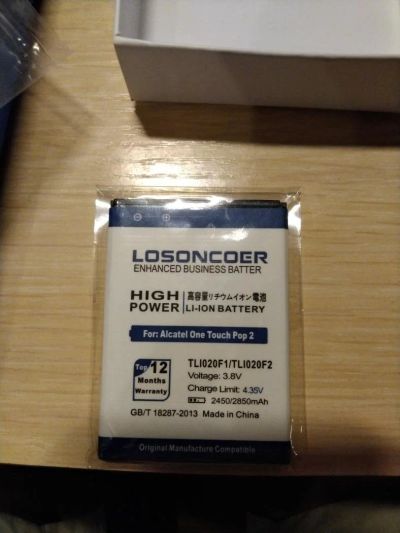 LOSONCOER
ENHANCED BUSINESS BATTER
HIGH POWER
高容量リチウムイオン電池
LI-ION BATTERY
For: Alcatel One Touch Pop 2
Top 12
Months
Warranty
TLI020F1/TLI020F2
Voltage: 3.8V
Charge Limit: 4.35V
2450/2850mAh
GB/T 18287-2013 Made in China
Original Manufacture Compatible